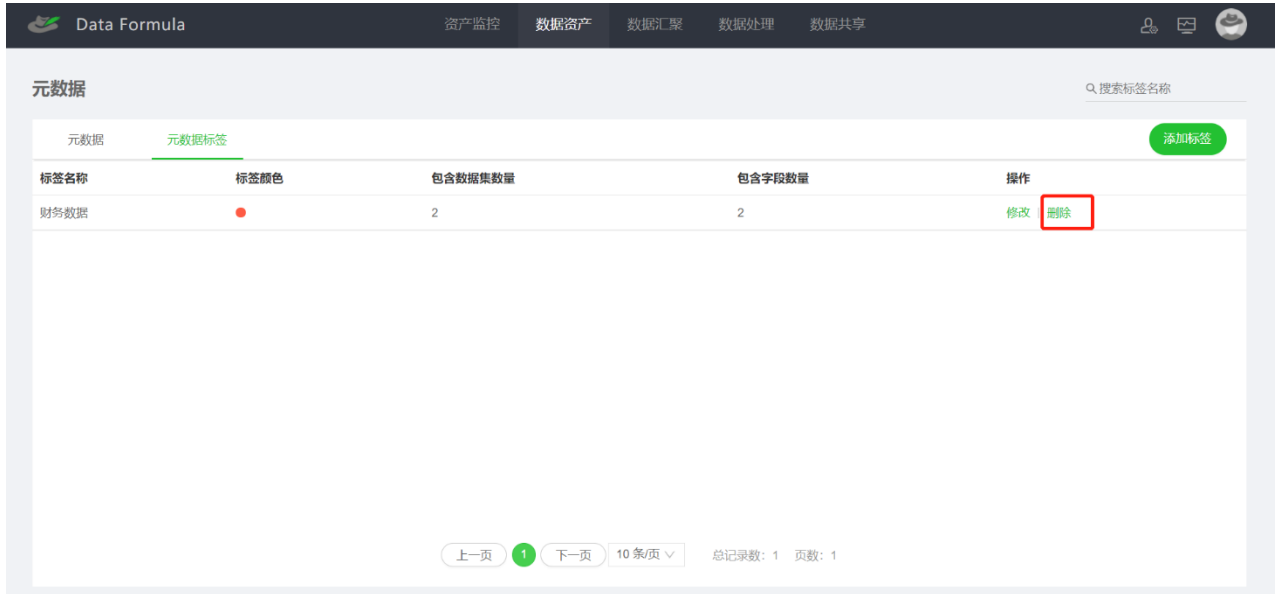 Data Formula 资产监控 数据资产 数据汇聚 数据处理 数据共享
元数据 搜索标签名称
元数据 元数据标签 添加标签
标签名称 标签颜色 包含数据集数量 包含字段数量 操作
财务数据 2 2 修改 删除
上一页 1 下一页 10 条/页 总记录数: 1 页数: 1